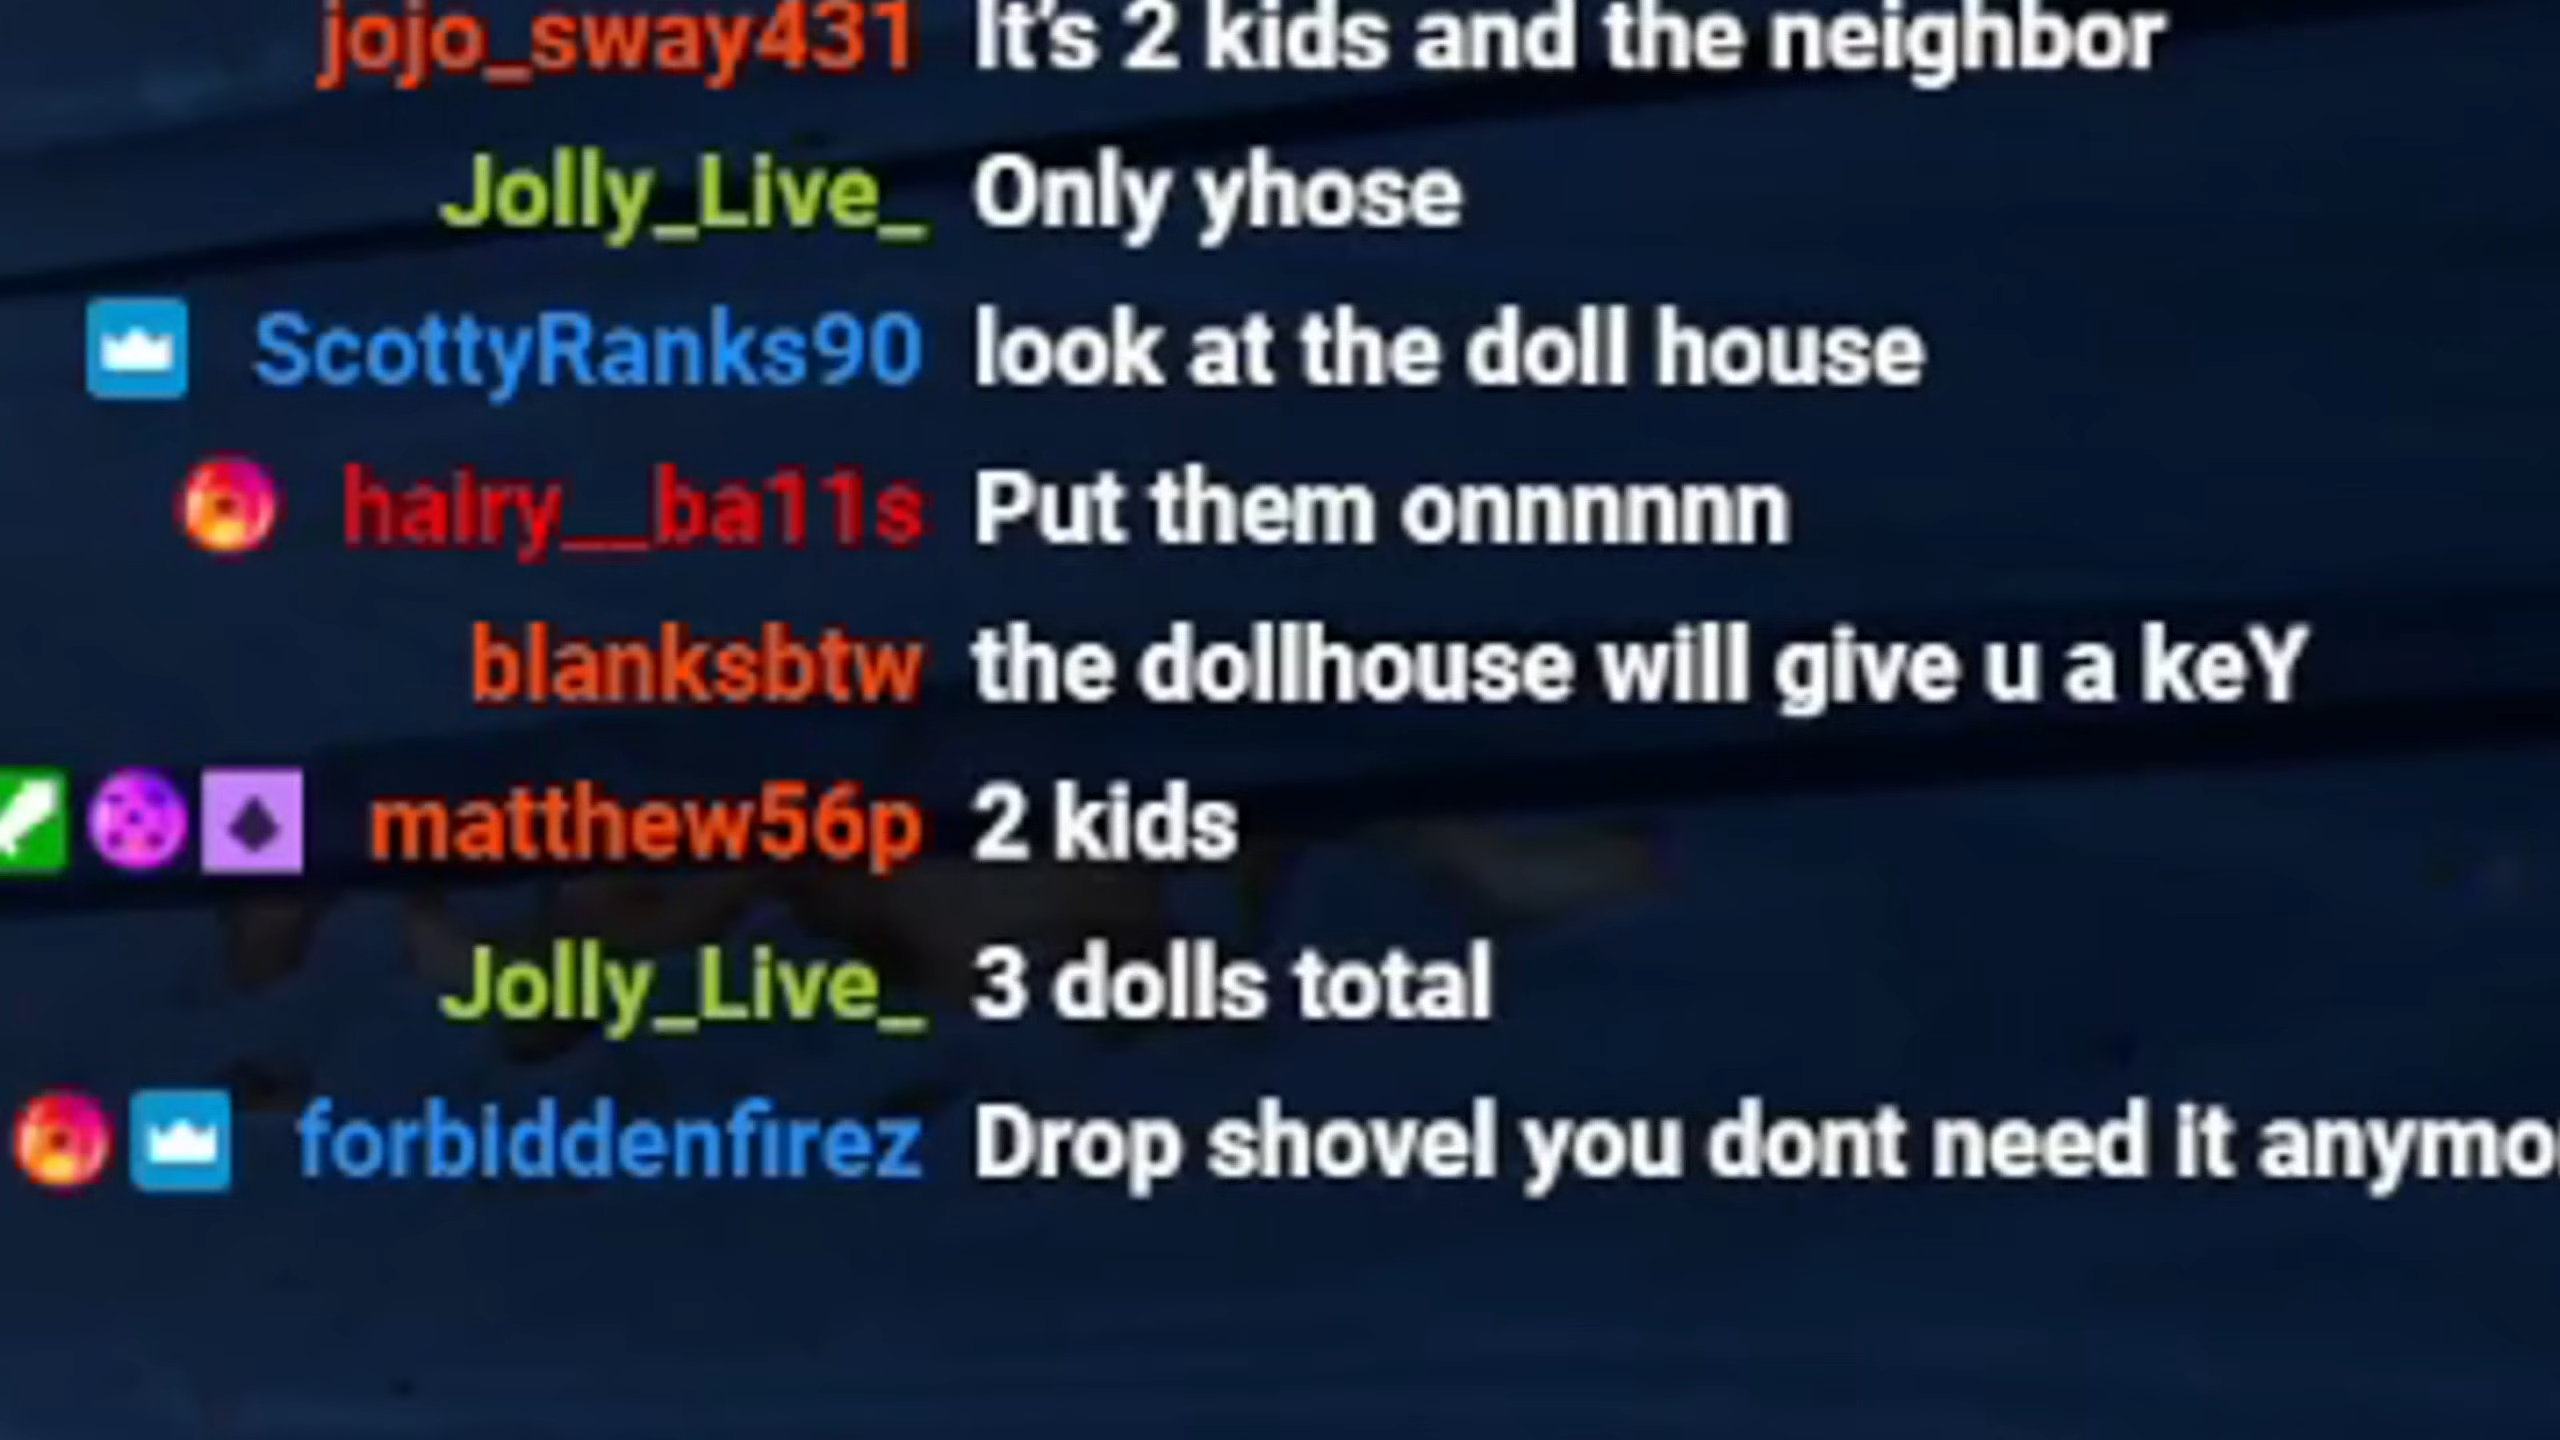 jojo_sway431 It's 2 kids and the neighbor
Jolly_Live_ Only yhose
ScottyRanks90 look at the doll house
hairy__ba11s Put them onnnnnn
blanksbtw the dollhouse will give u a keY
matthew56p 2 kids
Jolly_Live_ 3 dolls total
forbiddenfirez Drop shovel you dont need it anymo